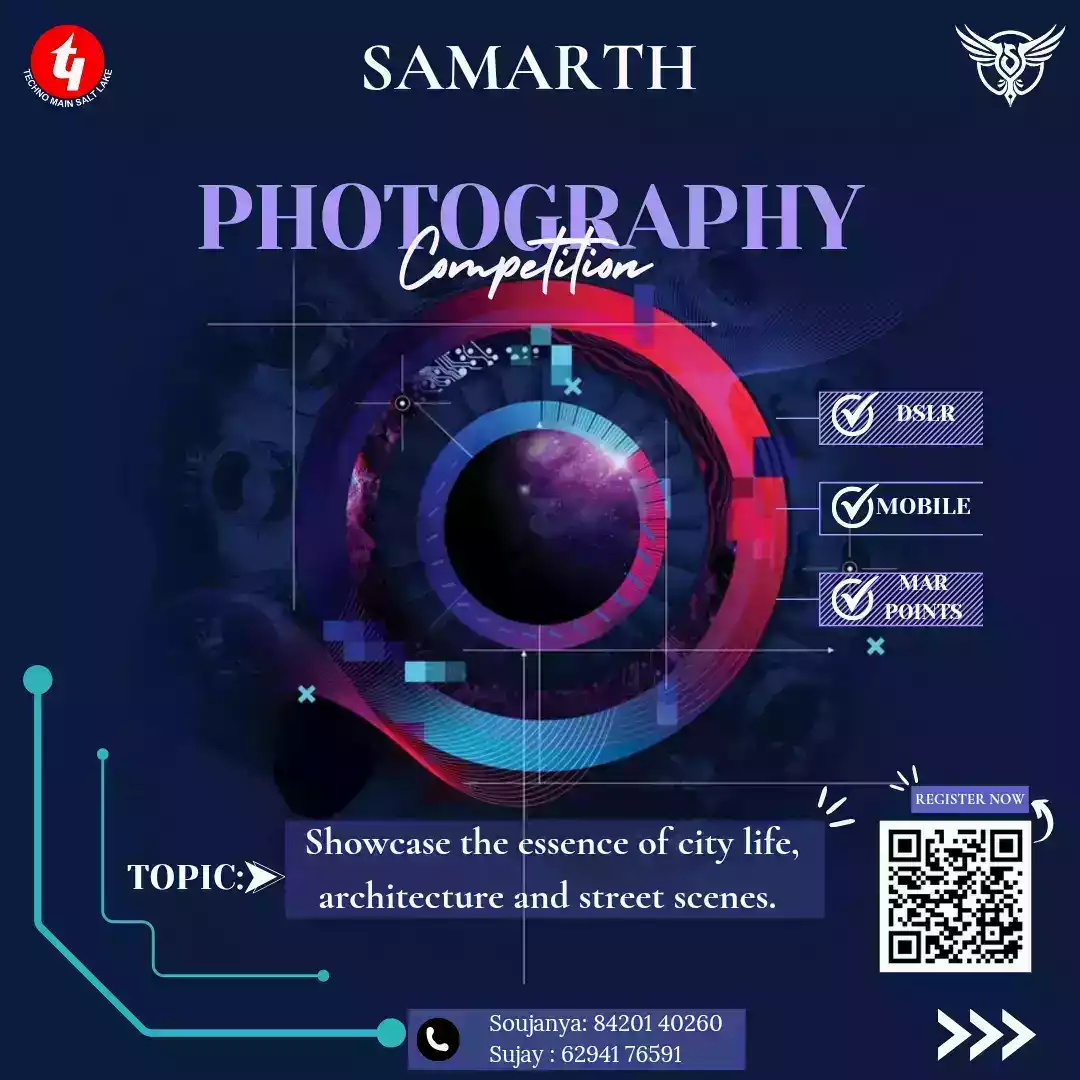 TECHNO MAIN SALT LAKE
SAMARTH
PHOTOGRAPHY
Competition
DSLR
MOBILE
MAR
POINTS
REGISTER NOW
TOPIC:
Showcase the essence of city life,
architecture and street scenes.
Soujanya: 84201 40260
Sujay : 62941 76591